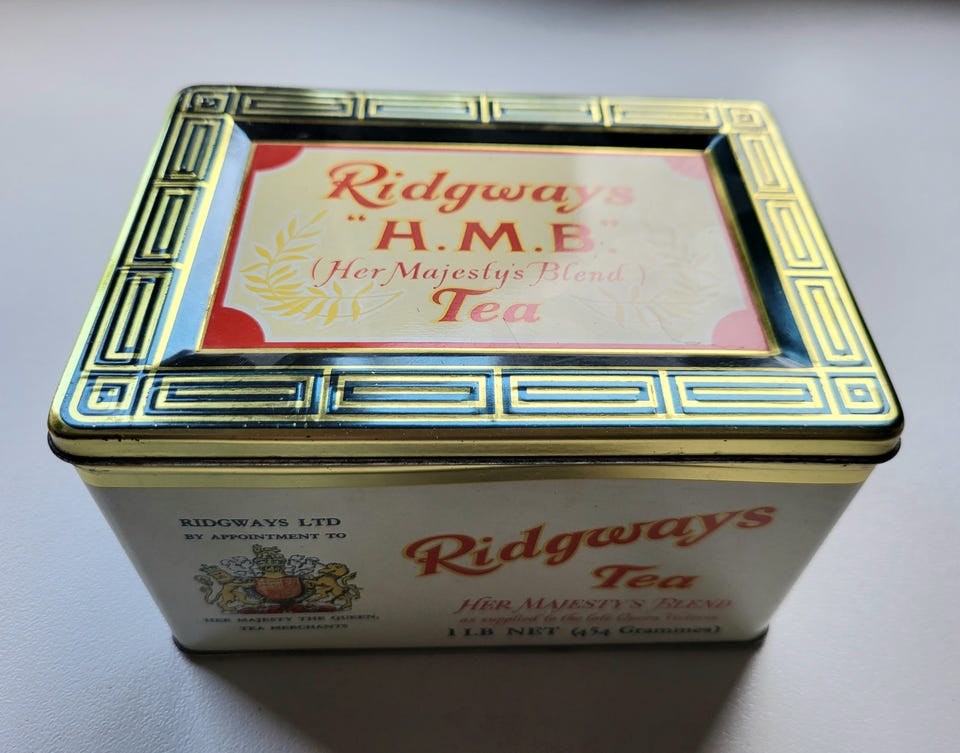 Ridgways
"H.M.B."
(Her Majesty's Blend)
Tea
RIDGWAYS LTD
BY APPOINTMENT TO
HER MAJESTY THE QUEEN,
TEA MERCHANTS
Ridgways
Tea
HER MAJESTY'S BLEND
as supplied to the late Queen Victoria
1 LB NET (454 Grammes)